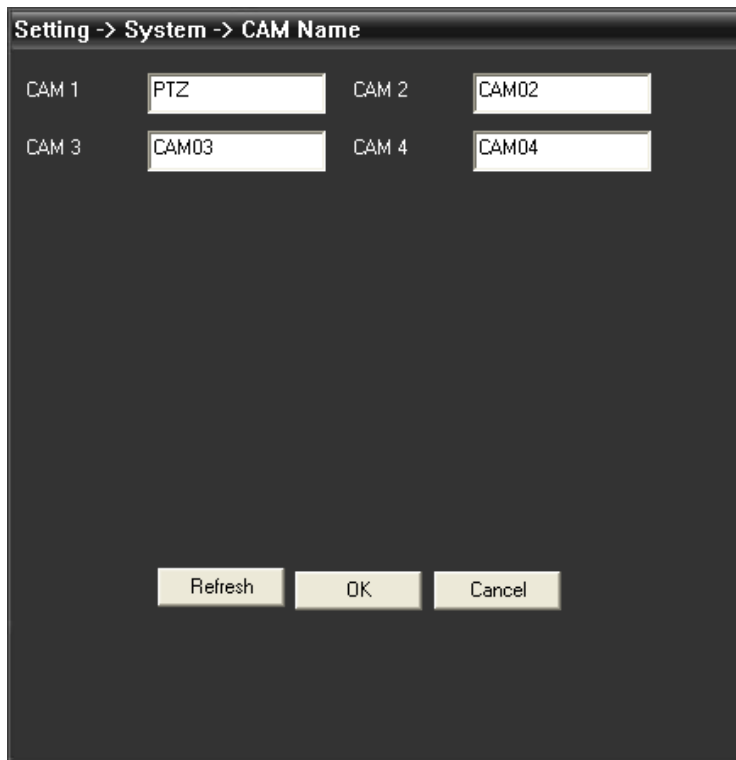 Setting -> System -> CAM Name
CAM 1 PTZ CAM 2 CAM02
CAM 3 CAM03 CAM 4 CAM04
Refresh OK Cancel